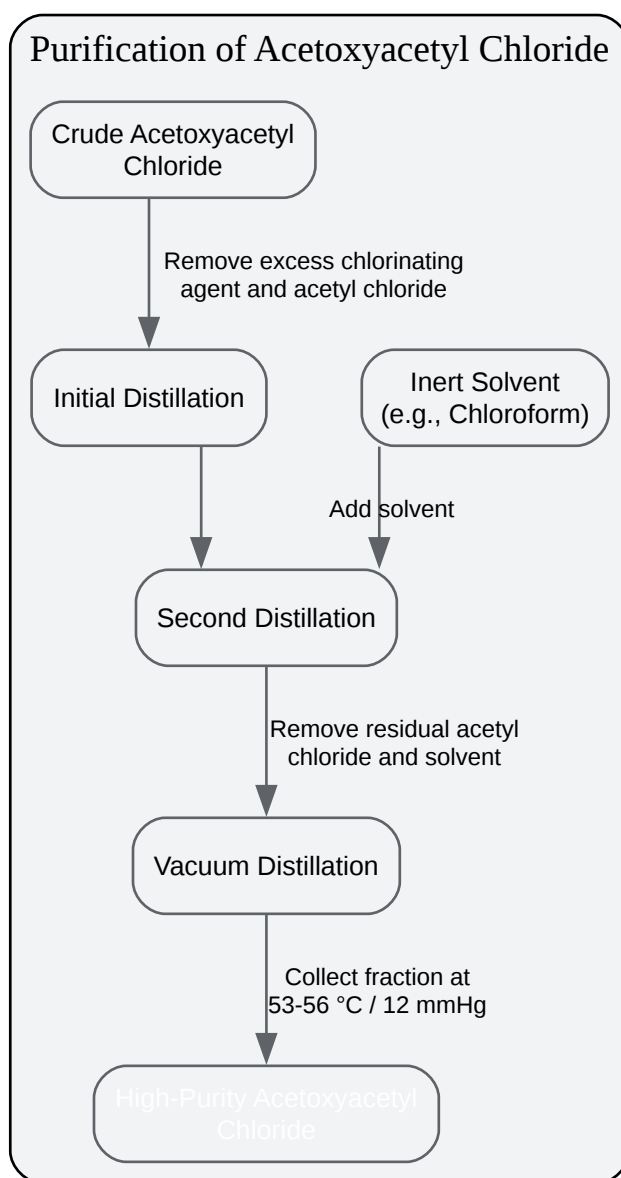 Purification of Acetoxyacetyl Chloride
Crude Acetoxyacetyl
Chloride
Remove excess chlorinating
agent and acetyl chloride
Initial Distillation
Inert Solvent
(e.g., Chloroform)
Add solvent
Second Distillation
Remove residual acetyl
chloride and solvent
Vacuum Distillation
Collect fraction at
53-56 °C / 12 mmHg
High-Purity Acetoxyacetyl
Chloride